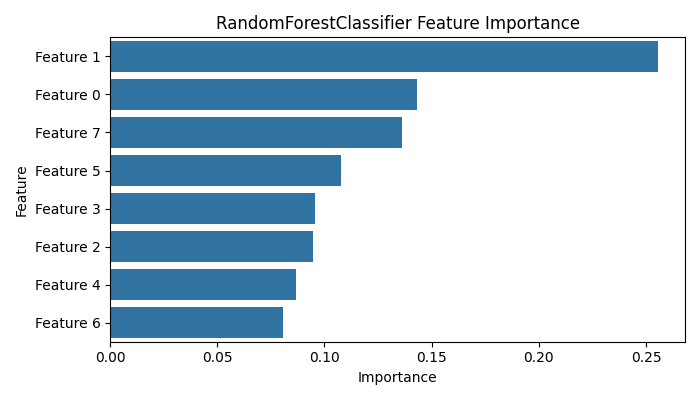 RandomForestClassifier Feature Importance
Feature 1
Feature 0
Feature 7
Feature 5
Feature 3
Feature 2
Feature 4
Feature 6
Feature
0.00 0.05 0.10 0.15 0.20 0.25
Importance